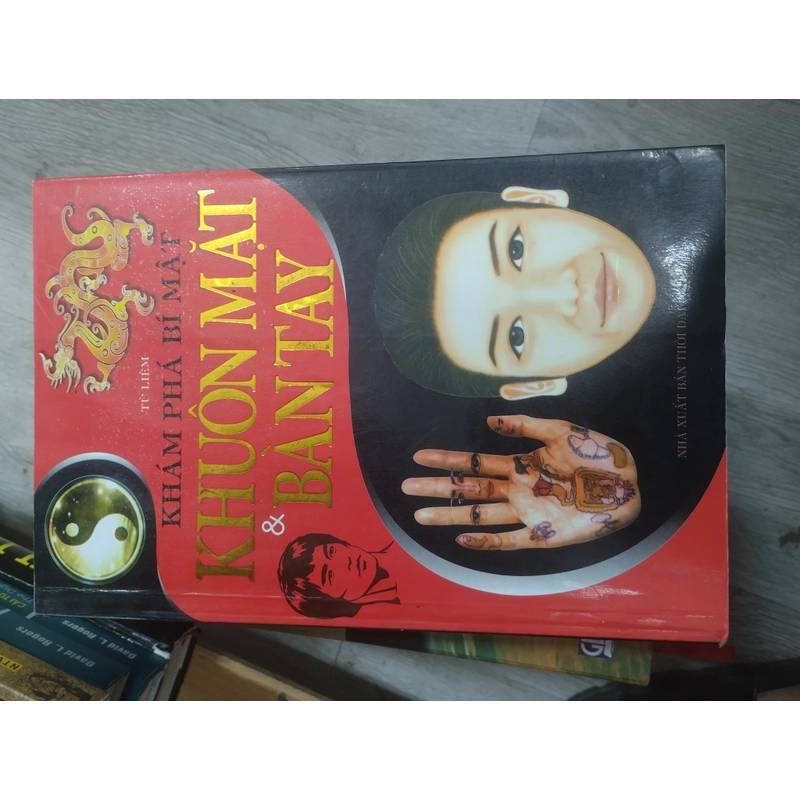 TỪ LIÊM
KHÁM PHÁ BÍ MẬT
KHUÔN MẶT
& BÀN TAY
NHÀ XUẤT BẢN THỜI ĐẠI
David L. Rogers
David L. Rogers